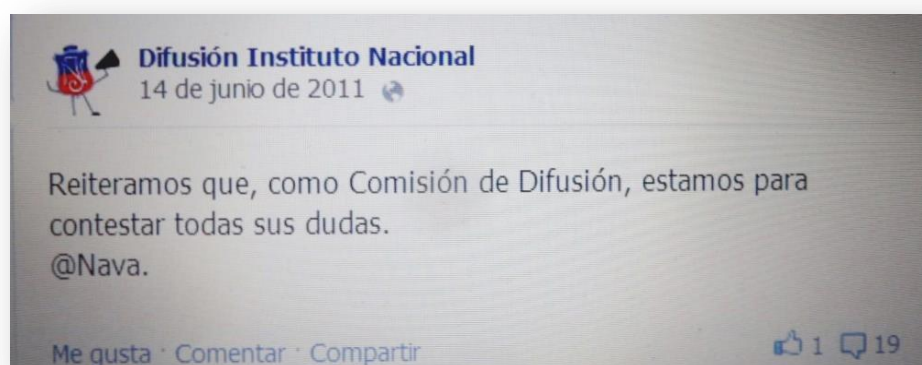 Difusión Instituto Nacional
14 de junio de 2011
Reiteramos que, como Comisión de Difusión, estamos para
contestar todas sus dudas.
@Nava.
Me gusta · Comentar · Compartir
1 19